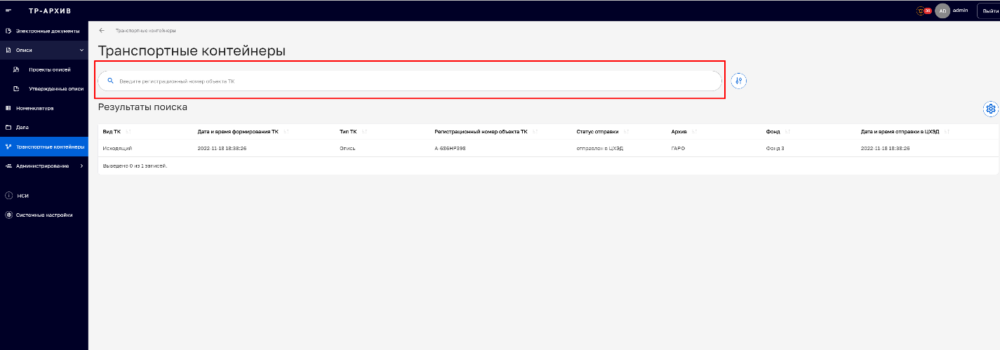 ТР-АРХИВ
30
AD
admin
Выйти
Электронные документы
Описи
Проекты описей
Утвержденные описи
Номенклатура
Дела
Транспортные контейнеры
Администрирование
НСИ
Системные настройки
Транспортные контейнеры
Транспортные контейнеры
Введите регистрационный номер объекта ТК
Результаты поиска
Вид ТК Дата и время формирования ТК Тип ТК Регистрационный номер объекта ТК Статус отправки Архив Фонд Дата и время отправки в ЦХЭД
Исходящий 2022-11-18 18:38:26 Опись А-686НР398 отправлен в ЦХЭД ГАРФ Фонд 3 2022-11-18 18:38:26
Выведено 0 из 1 записей.